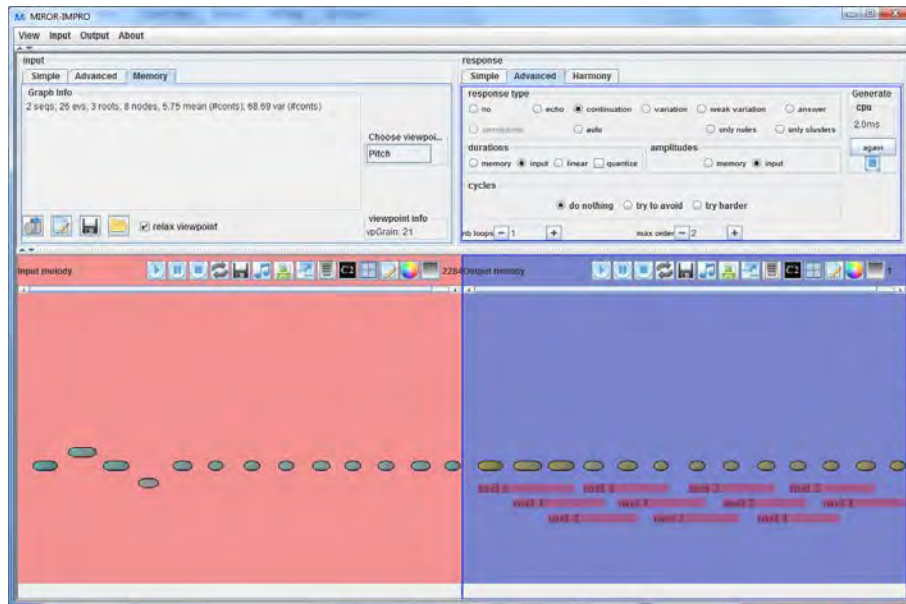 MIROR-IMPRO
View Input Output About
Input
Simple Advanced Memory
Graph Info
2 seqs; 26 evs, 3 roots, 8 nodes, 5.75 mean (#conts); 68.69 var (#conts)
Choose viewpoi...
Pitch
relax viewpoint
viewpoint info
vpGrain: 21
response
Simple Advanced Harmony
response type
no echo continuation variation weak variation answer
auto only notes only clusters
Generate
cpu
2.0ms
again
durations
memory input linear quantize
amplitudes
memory input
cycles
do nothing try to avoid try harder
nb loops 1
max order 2
Input melody
C2
2284
Output melody
C2
1